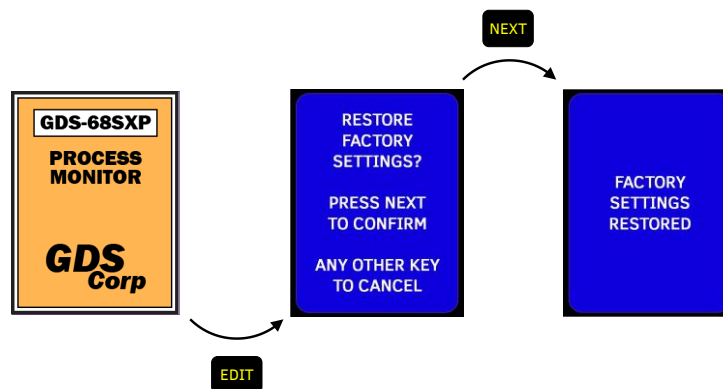 NEXT
GDS-68SXP
PROCESS
MONITOR
GDS
Corp
RESTORE
FACTORY
SETTINGS?
PRESS NEXT
TO CONFIRM
ANY OTHER KEY
TO CANCEL
FACTORY
SETTINGS
RESTORED
EDIT